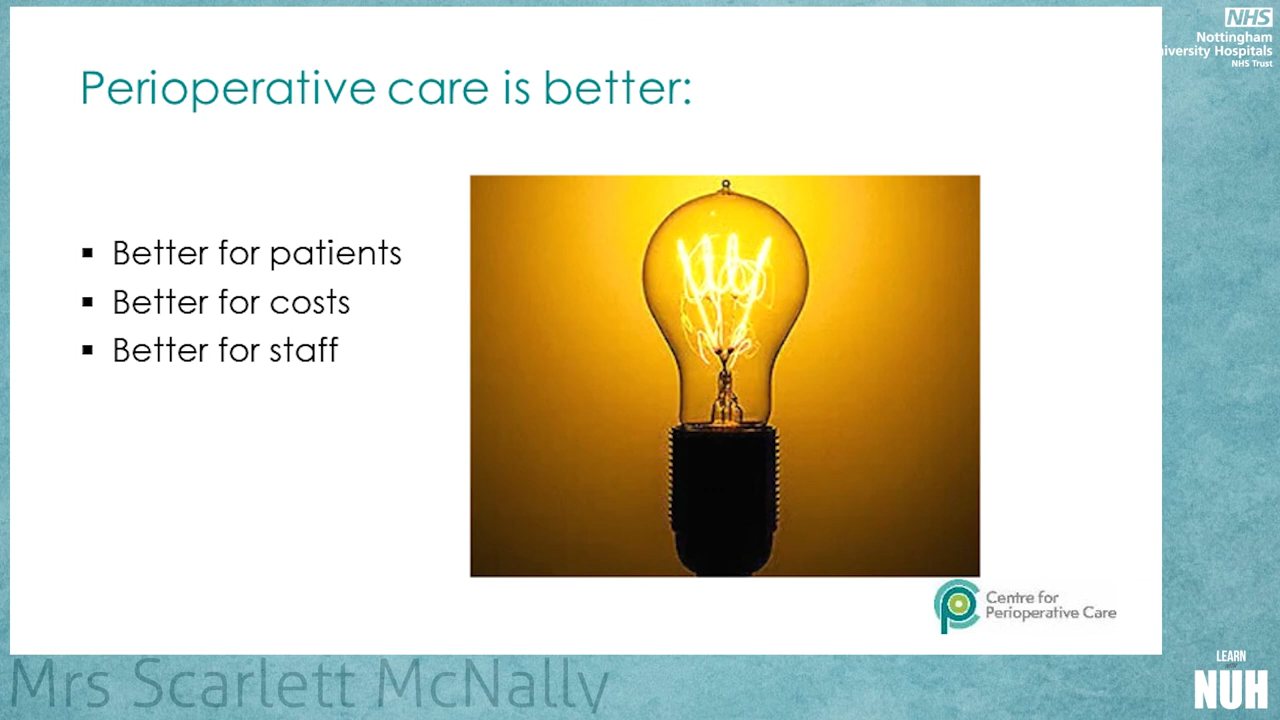 Perioperative care is better:
▪ Better for patients
▪ Better for costs
▪ Better for staff
Centre for
Perioperative Care
NHS
Nottingham
niversity Hospitals
NHS Trust
Mrs Scarlett McNally
LEARN
NUH